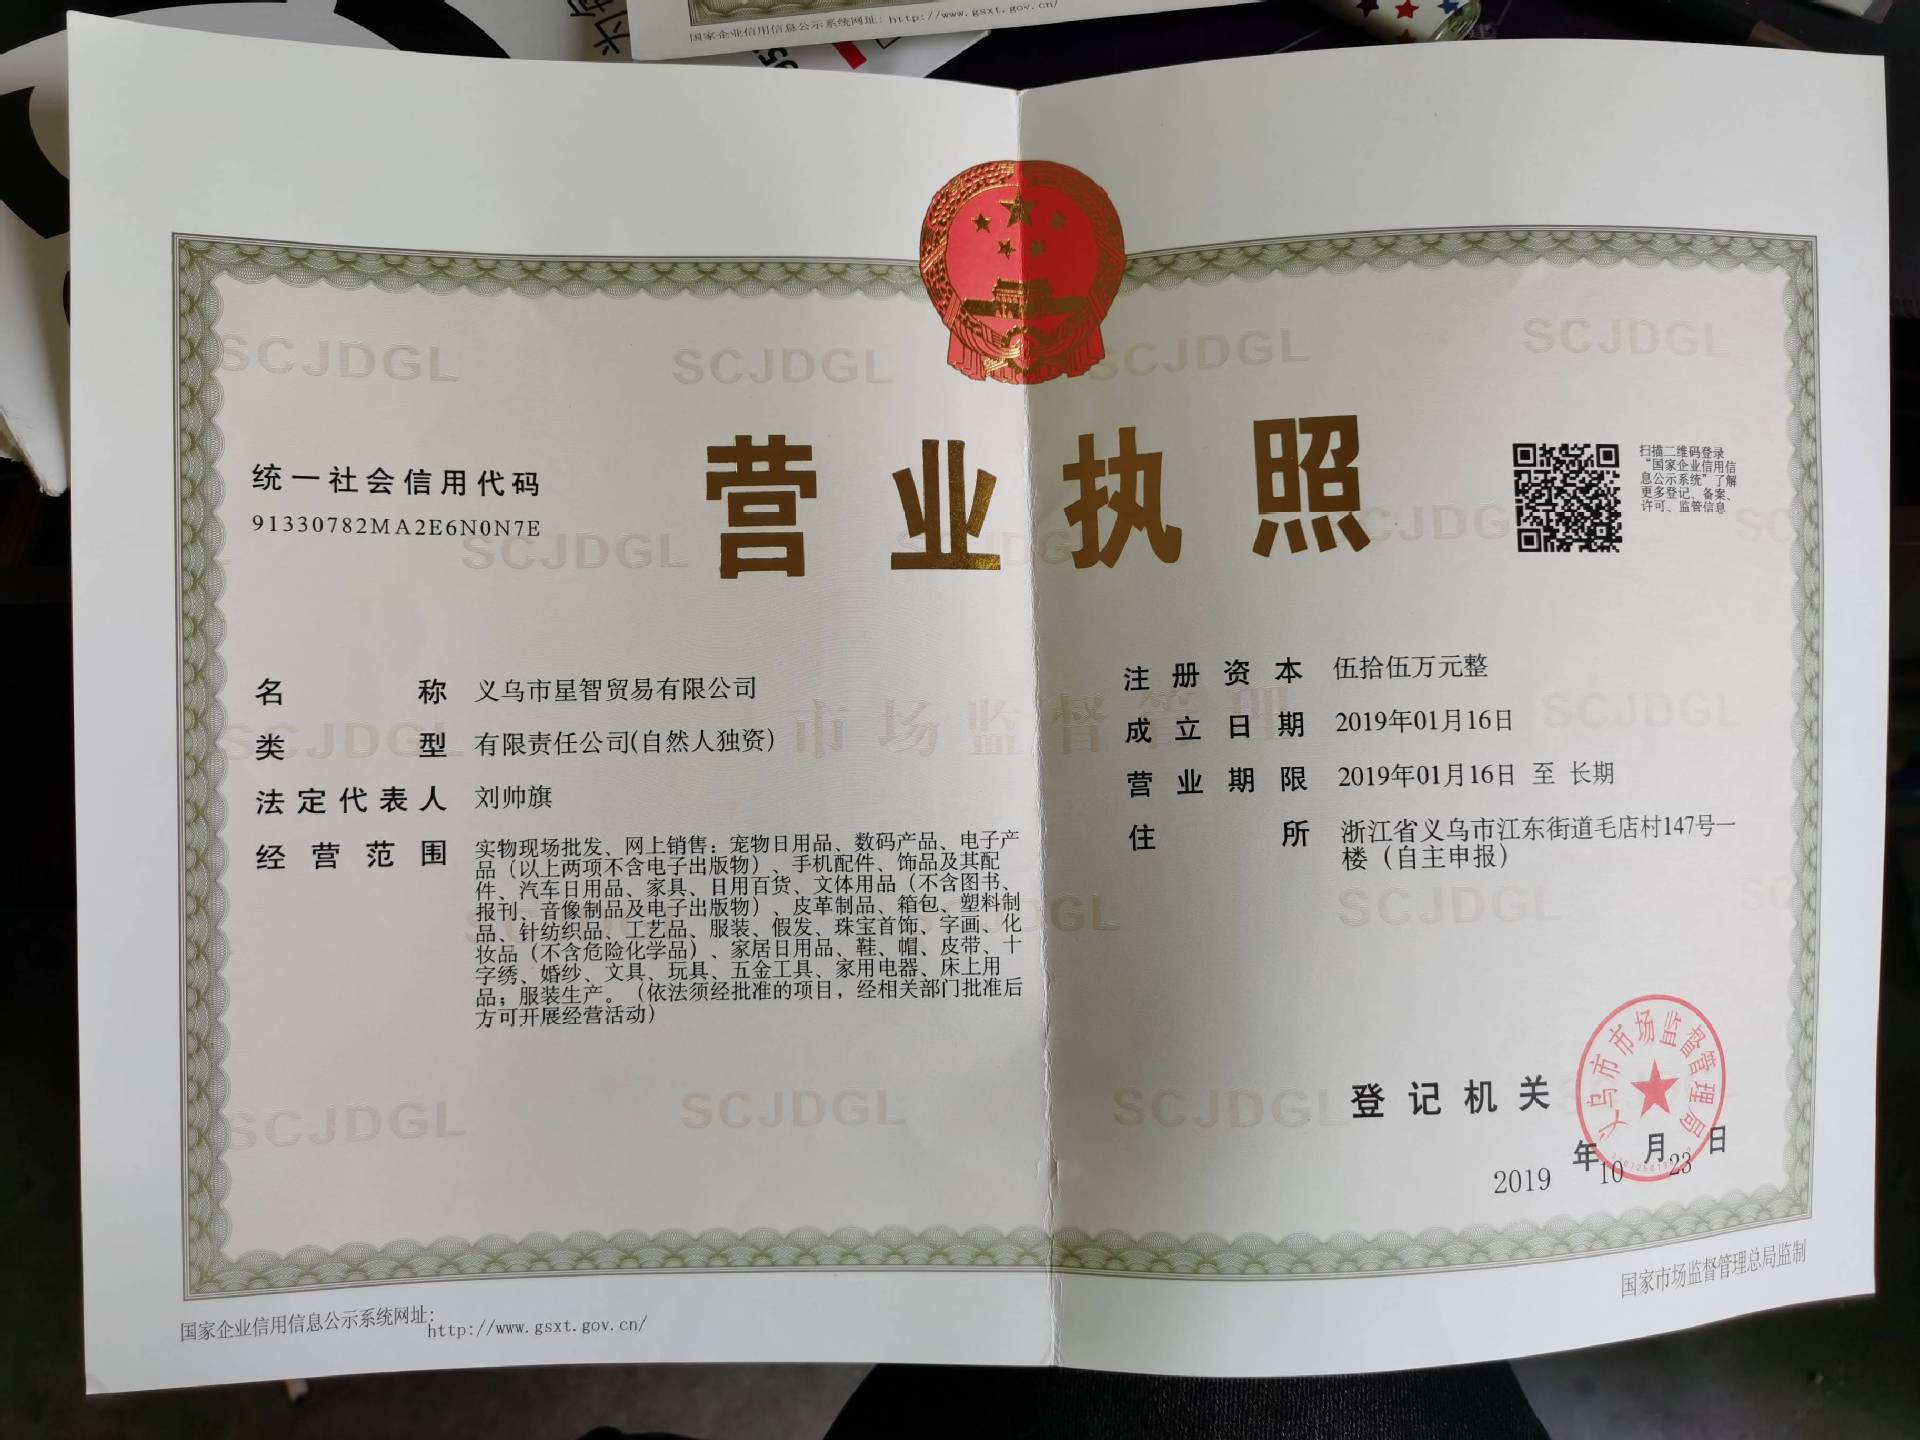 国家企业信用信息公示系统网址: http://www.gsxt.gov.cn/
营业执照
统一社会信用代码
91330782MA2E6N0N7E
扫描二维码登录
“国家企业信用信
息公示系统”了解
更多登记、备案、
许可、监管信息
名称 义乌市星智贸易有限公司
类型 有限责任公司(自然人独资)
法定代表人 刘帅旗
经营范围 实物现场批发、网上销售：宠物日用品、数码产品、电子产
品（以上两项不含电子出版物）、手机配件、饰品及其配
件、汽车日用品、家具、日用百货、文体用品（不含图书、
报刊、音像制品及电子出版物）、皮革制品、箱包、塑料制
品、针纺织品、工艺品、服装、假发、珠宝首饰、字画、化
妆品（不含危险化学品）、家居日用品、鞋、帽、皮带、十
字绣、婚纱、文具、玩具、五金工具、家用电器、床上用
品；服装生产。（依法须经批准的项目，经相关部门批准后
方可开展经营活动）
注册资本 伍拾伍万元整
成立日期 2019年01月16日
营业期限 2019年01月16日 至 长期
住所 浙江省义乌市江东街道毛店村147号一
楼（自主申报）
市场监督管理
SCJDGL
登记机关
义乌市市场监督管理局
2019年10月23日
国家企业信用信息公示系统网址: http://www.gsxt.gov.cn/
国家市场监督管理总局监制